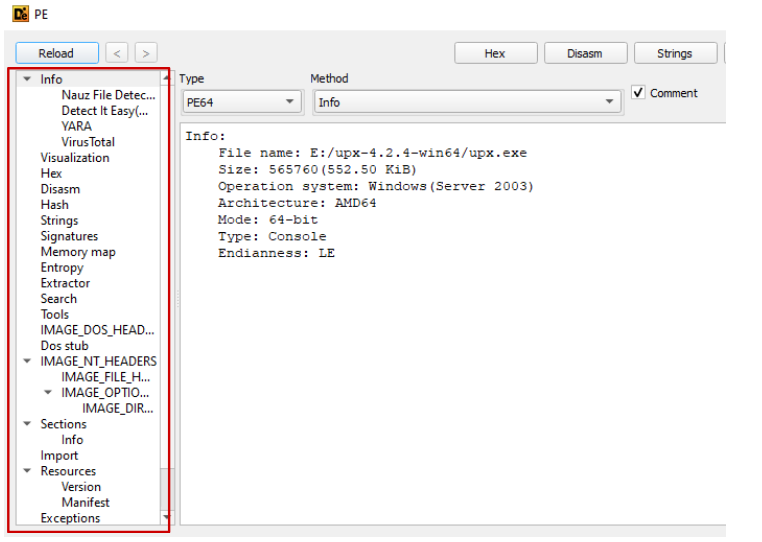 PE
Reload < > Hex Disasm Strings
Info
Nauz File Detec...
Detect It Easy(...
YARA
VirusTotal
Visualization
Hex
Disasm
Hash
Strings
Signatures
Memory map
Entropy
Extractor
Search
Tools
IMAGE_DOS_HEAD...
Dos stub
IMAGE_NT_HEADERS
IMAGE_FILE_H...
IMAGE_OPTIO...
IMAGE_DIR...
Sections
Info
Import
Resources
Version
Manifest
Exceptions
Type Method
PE64 Info Comment
Info:
File name: E:/upx-4.2.4-win64/upx.exe
Size: 565760(552.50 KiB)
Operation system: Windows(Server 2003)
Architecture: AMD64
Mode: 64-bit
Type: Console
Endianness: LE